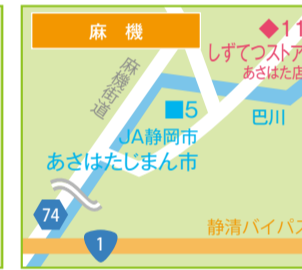 麻機
◆11
しずてつストア
あさはた店
麻機街道
■5
巴川
JA静岡市
あさはたじまん市
74
静清バイパス
1